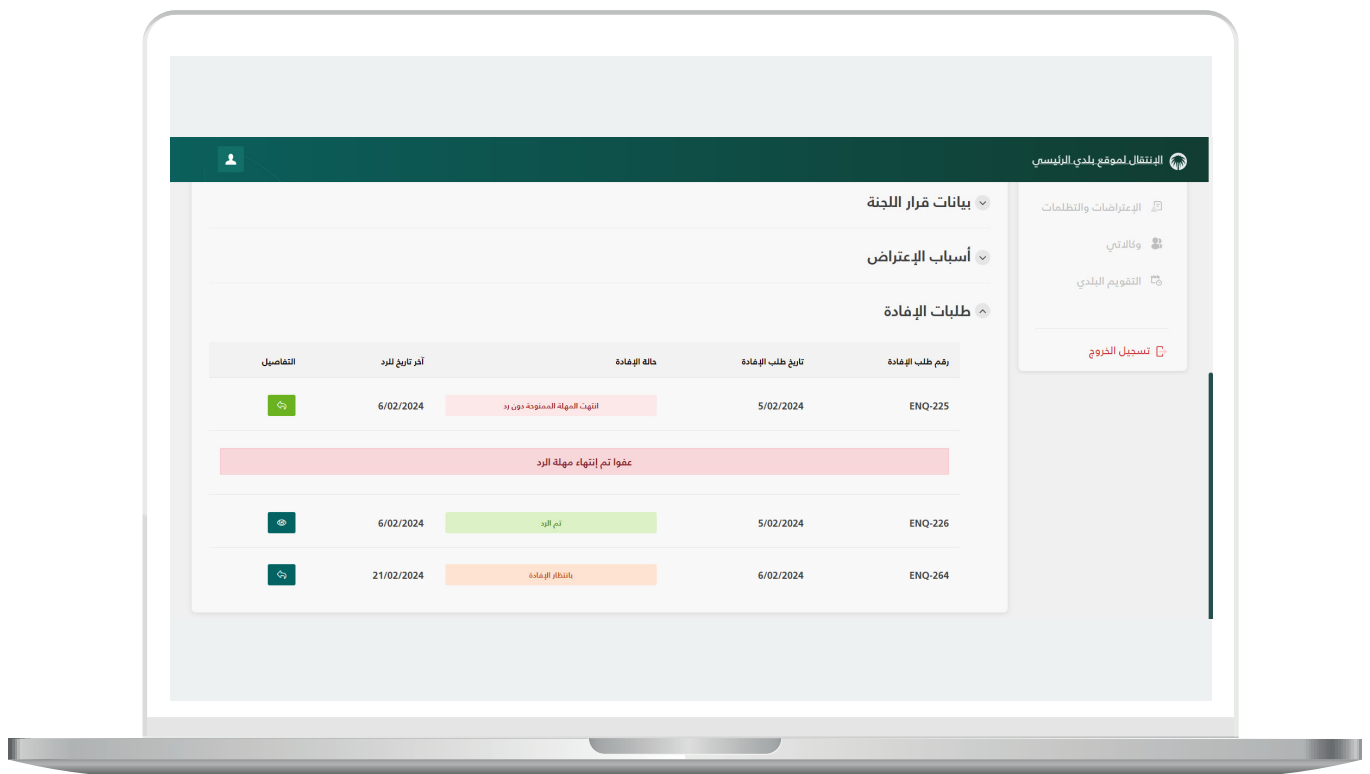 الإنتقال لموقع بلدي الرئيسي
الإعتراضات والتظلمات
وكالاتي
التقويم البلدي
تسجيل الخروج
بيانات قرار اللجنة
أسباب الإعتراض
طلبات الإفادة
رقم طلب الإفادة تاريخ طلب الإفادة حالة الإفادة آخر تاريخ للرد التفاصيل
ENQ-225 5/02/2024 انتهت المهلة الممنوحة دون رد 6/02/2024
عفوا تم إنتهاء مهلة الرد
ENQ-226 5/02/2024 تم الرد 6/02/2024
ENQ-264 6/02/2024 بانتظار الإفادة 21/02/2024